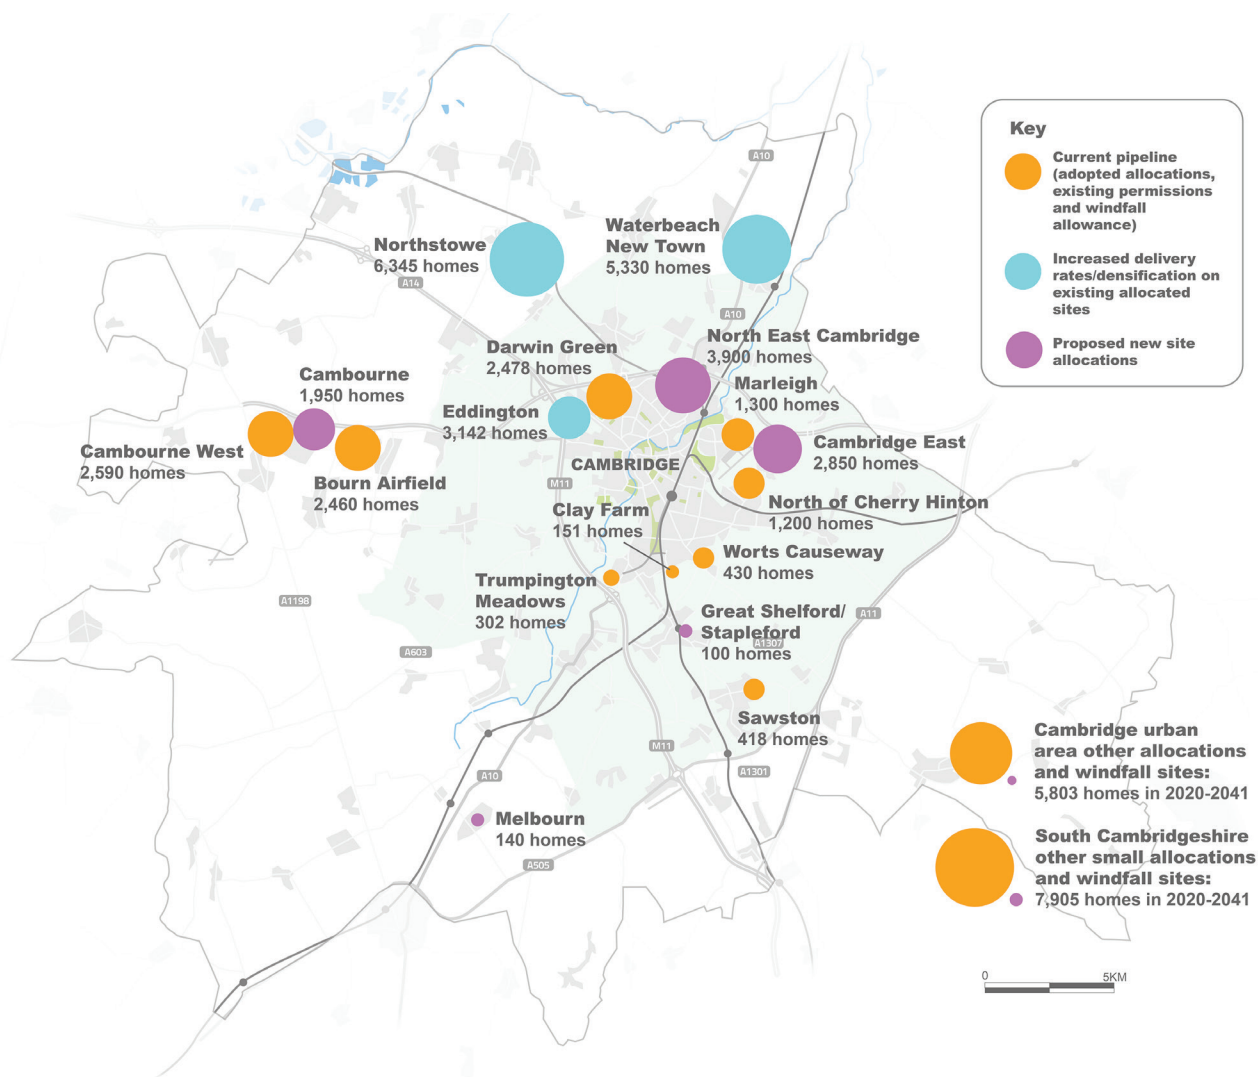 A10
Key
Current pipeline
(adopted allocations,
existing permissions
and windfall
allowance)
Increased delivery
rates/densification on
existing allocated
sites
Proposed new site
allocations
Waterbeach
New Town
5,330 homes
Northstowe
6,345 homes
A14
A10
North East Cambridge
3,900 homes
Darwin Green
2,478 homes
Marleigh
1,300 homes
Cambourne
1,950 homes
Eddington
3,142 homes
Cambridge East
2,850 homes
Cambourne West
2,590 homes
CAMBRIDGE
Bourn Airfield
2,460 homes
M11
North of Cherry Hinton
1,200 homes
Clay Farm
151 homes
Worts Causeway
430 homes
Trumpington
Meadows
302 homes
A1198
Great Shelford/
Stapleford
100 homes
A1307
A11
A603
Sawston
418 homes
M11
A1301
A10
Cambridge urban
area other allocations
and windfall sites:
5,803 homes in 2020-2041
Melbourn
140 homes
A505
South Cambridgeshire
other small allocations
and windfall sites:
7,905 homes in 2020-2041
0 5KM